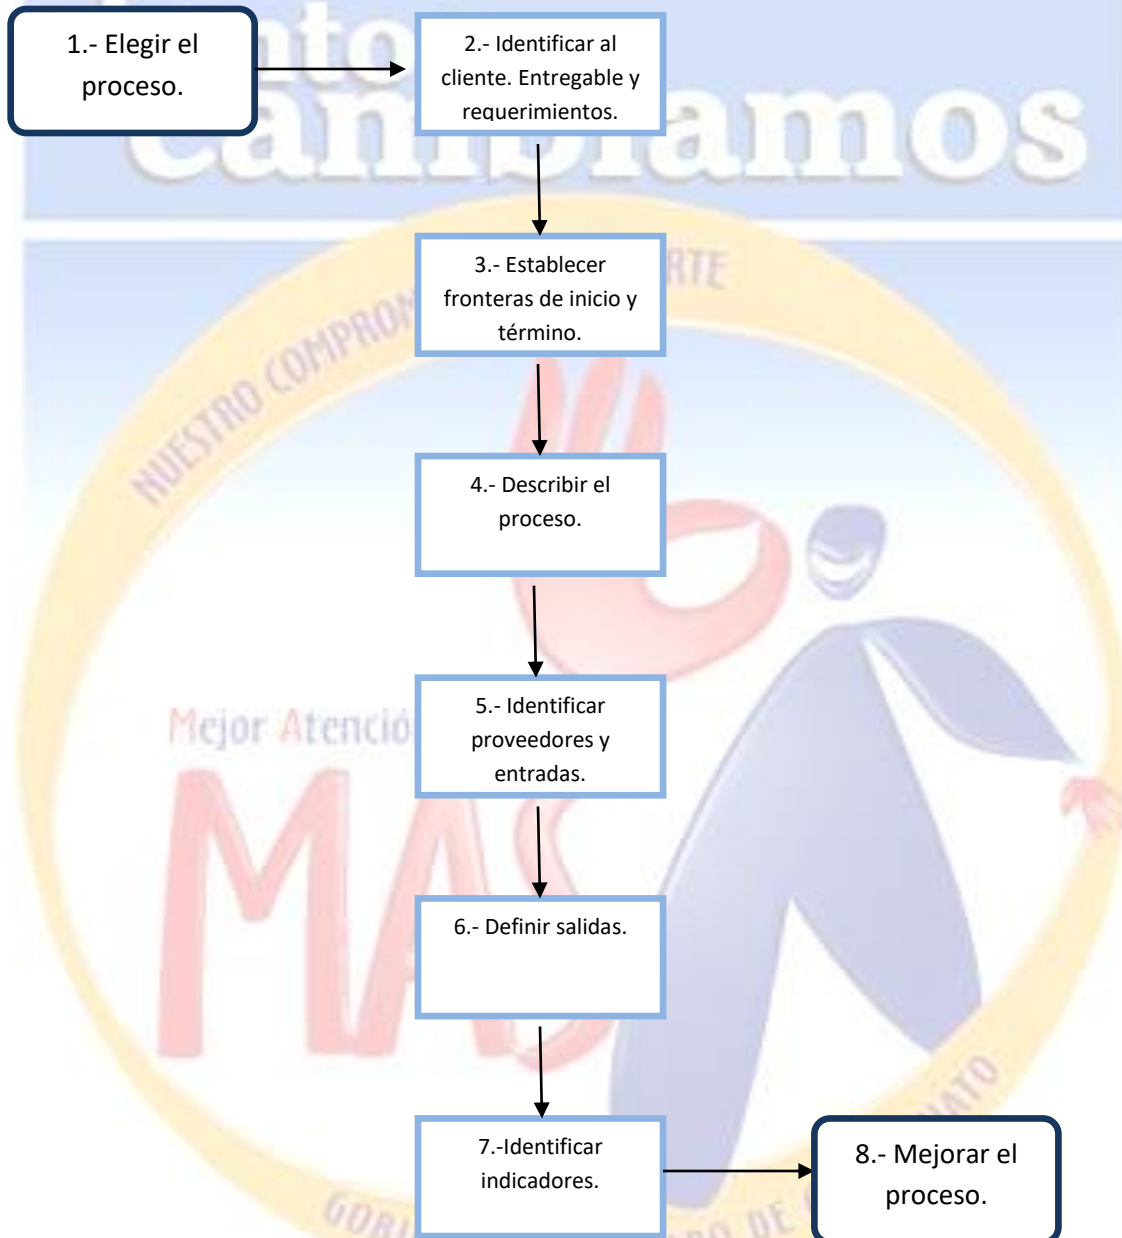 1.- Elegir el
proceso.
2.- Identificar al
cliente. Entregable y
requerimientos.
Cambiamos
3.- Establecer
fronteras de inicio y
término.
NUESTRO
4.- Describir el
proceso.
5.- Identificar
proveedores y
entradas.
Mejor Atenció
MAS
6.- Definir salidas.
7.-Identificar
indicadores.
8.- Mejorar el
proceso.
DE